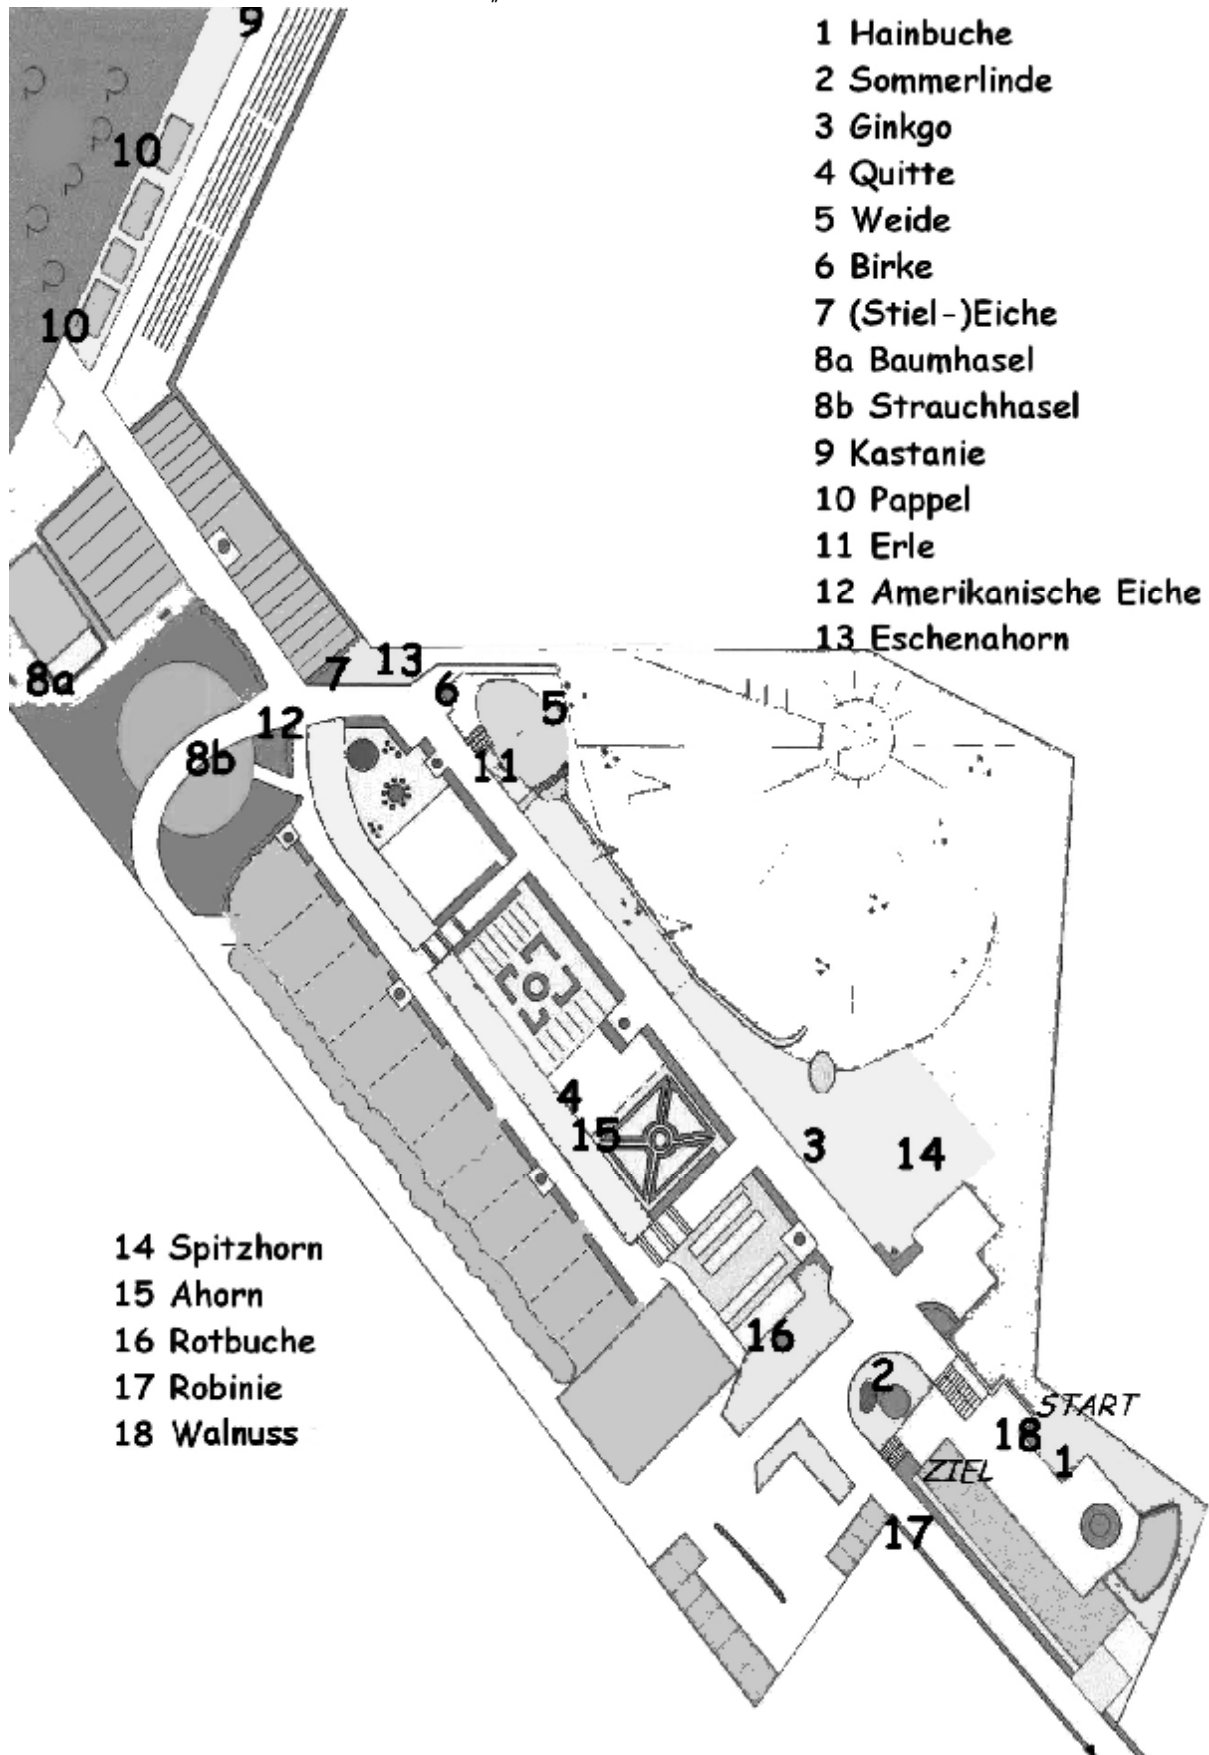 1 Hainbuche
2 Sommerlinde
3 Ginkgo
4 Quitte
5 Weide
6 Birke
7 (Stiel-)Eiche
8a Baumhasel
8b Strauchhasel
9 Kastanie
10 Pappel
11 Erle
12 Amerikanische Eiche
13 Eschenahorn
9
10
10
13
7
6
8a
5
12
8b
11
4
15
3
14
14 Spitzhorn
15 Ahorn
16 Rotbuche
17 Robinie
18 Walnuss
16
2
START
18
1
ZIEL
17